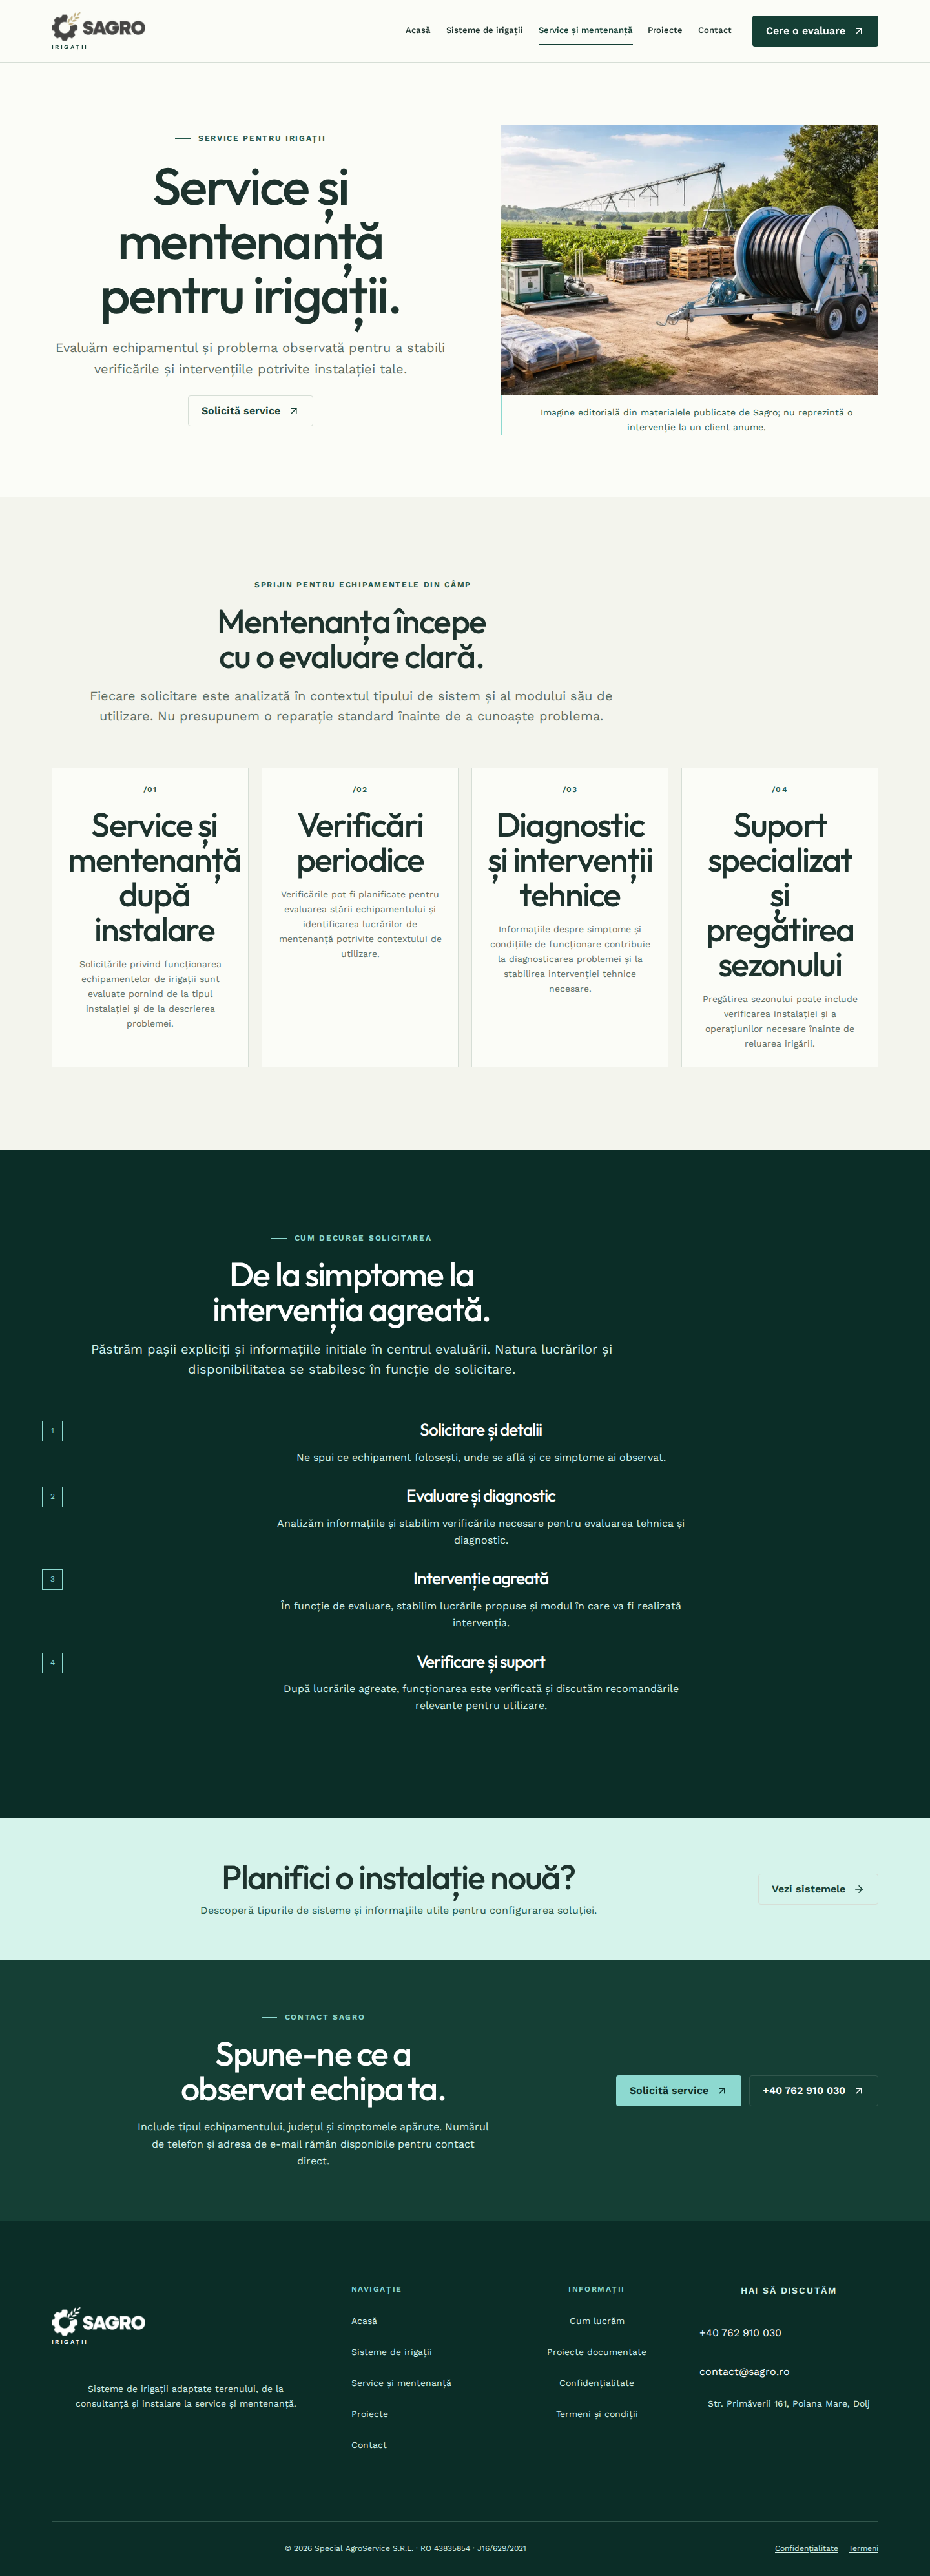 SAGRO
IRIGAȚII
Acasă
Sisteme de irigații
Service și mentenanță
Proiecte
Contact
Cere o evaluare
SERVICE PENTRU IRIGAȚII
Service și
mentenanță
pentru irigații.
Evaluăm echipamentul și problema observată pentru a stabili
verificările și intervențiile potrivite instalației tale.
Solicită service
Imagine editorială din materialele publicate de Sagro; nu reprezintă o
intervenție la un client anume.
SPRIJIN PENTRU ECHIPAMENTELE DIN CÂMP
Mentenanța începe
cu o evaluare clară.
Fiecare solicitare este analizată în contextul tipului de sistem și al modului său de
utilizare. Nu presupunem o reparație standard înainte de a cunoaște problema.
/01
Service și
mentenanță
după
instalare
Solicitările privind funcționarea
echipamentelor de irigații sunt
evaluate pornind de la tipul
instalației și de la descrierea
problemei.
/02
Verificări
periodice
Verificările pot fi planificate pentru
evaluarea stării echipamentului și
identificarea lucrărilor de
mentenanță potrivite contextului de
utilizare.
/03
Diagnostic
și intervenții
tehnice
Informațiile despre simptome și
condițiile de funcționare contribuie
la diagnosticarea problemei și la
stabilirea intervenției tehnice
necesare.
/04
Suport
specializat
și
pregătirea
sezonului
Pregătirea sezonului poate include
verificarea instalației și a
operațiunilor necesare înainte de
reluarea irigării.
CUM DECURGE SOLICITAREA
De la simptome la
intervenția agreată.
Păstrăm pașii expliciți și informațiile inițiale în centrul evaluării. Natura lucrărilor și
disponibilitatea se stabilesc în funcție de solicitare.
1
Solicitare și detalii
Ne spui ce echipament folosești, unde se află și ce simptome ai observat.
2
Evaluare și diagnostic
Analizăm informațiile și stabilim verificările necesare pentru evaluarea tehnica și
diagnostic.
3
Intervenție agreată
În funcție de evaluare, stabilim lucrările propuse și modul în care va fi realizată
intervenția.
4
Verificare și suport
După lucrările agreate, funcționarea este verificată și discutăm recomandările
relevante pentru utilizare.
Planifici o instalație nouă?
Descoperă tipurile de sisteme și informațiile utile pentru configurarea soluției.
Vezi sistemele
CONTACT SAGRO
Spune-ne ce a
observat echipa ta.
Include tipul echipamentului, județul și simptomele apărute. Numărul
de telefon și adresa de e-mail rămân disponibile pentru contact
direct.
Solicită service
+40 762 910 030
SAGRO
IRIGAȚII
Sisteme de irigații adaptate terenului, de la
consultanță și instalare la service și mentenanță.
NAVIGAȚIE
Acasă
Sisteme de irigații
Service și mentenanță
Proiecte
Contact
INFORMAȚII
Cum lucrăm
Proiecte documentate
Confidențialitate
Termeni și condiții
HAI SĂ DISCUTĂM
+40 762 910 030
contact@sagro.ro
Str. Primăverii 161, Poiana Mare, Dolj
© 2026 Special AgroService S.R.L. · RO 43835854 · J16/629/2021
Confidențialitate
Termeni